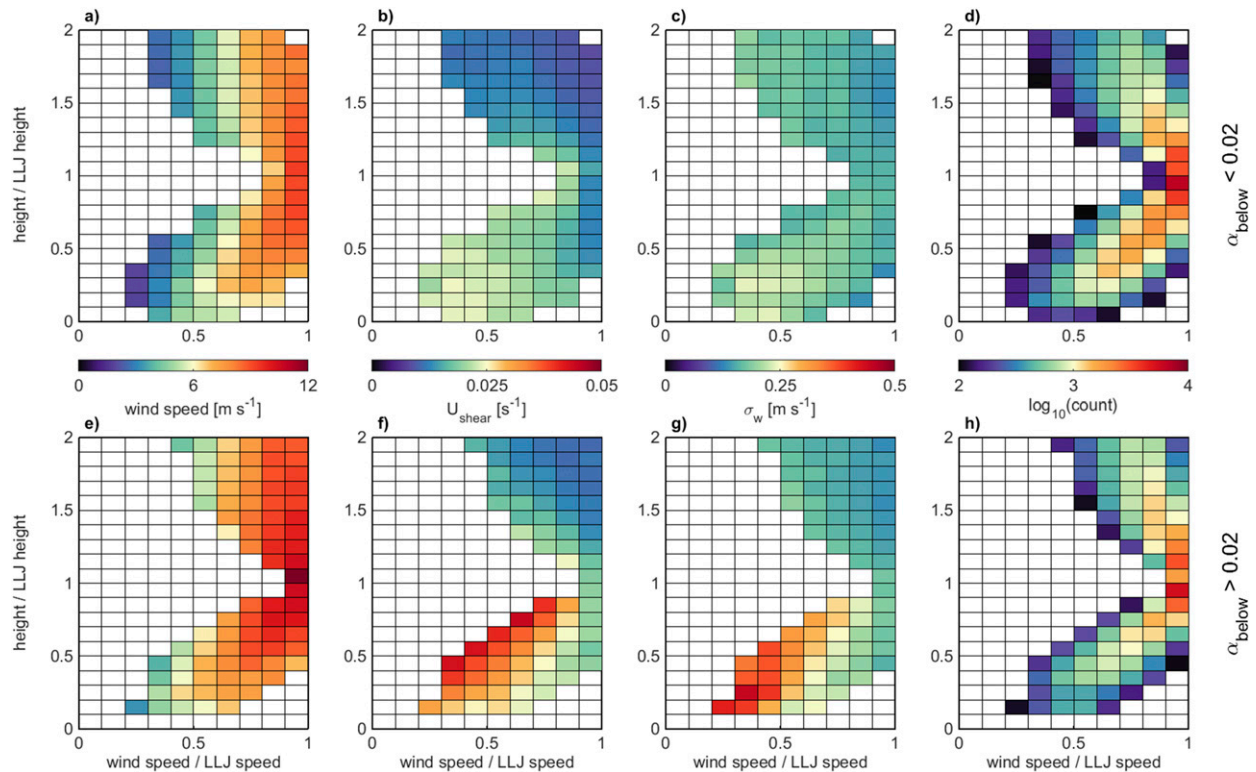 a) b) c) d)
2 2 2 2
1.5 1.5 1.5 1.5
height / LLJ height
1 1 1 1
α_below < 0.02
0.5 0.5 0.5 0.5
0 0 0 0
0 0.5 1 0 0.5 1 0 0.5 1 0 0.5 1
0 6 12 0 0.025 0.05 0 0.25 0.5 2 3 4
wind speed [m s⁻¹] U_shear [s⁻¹] σ_w [m s⁻¹] log₁₀(count)
e) f) g) h)
2 2 2 2
1.5 1.5 1.5 1.5
height / LLJ height
1 1 1 1
α_below > 0.02
0.5 0.5 0.5 0.5
0 0 0 0
0 0.5 1 0 0.5 1 0 0.5 1 0 0.5 1
wind speed / LLJ speed wind speed / LLJ speed wind speed / LLJ speed wind speed / LLJ speed